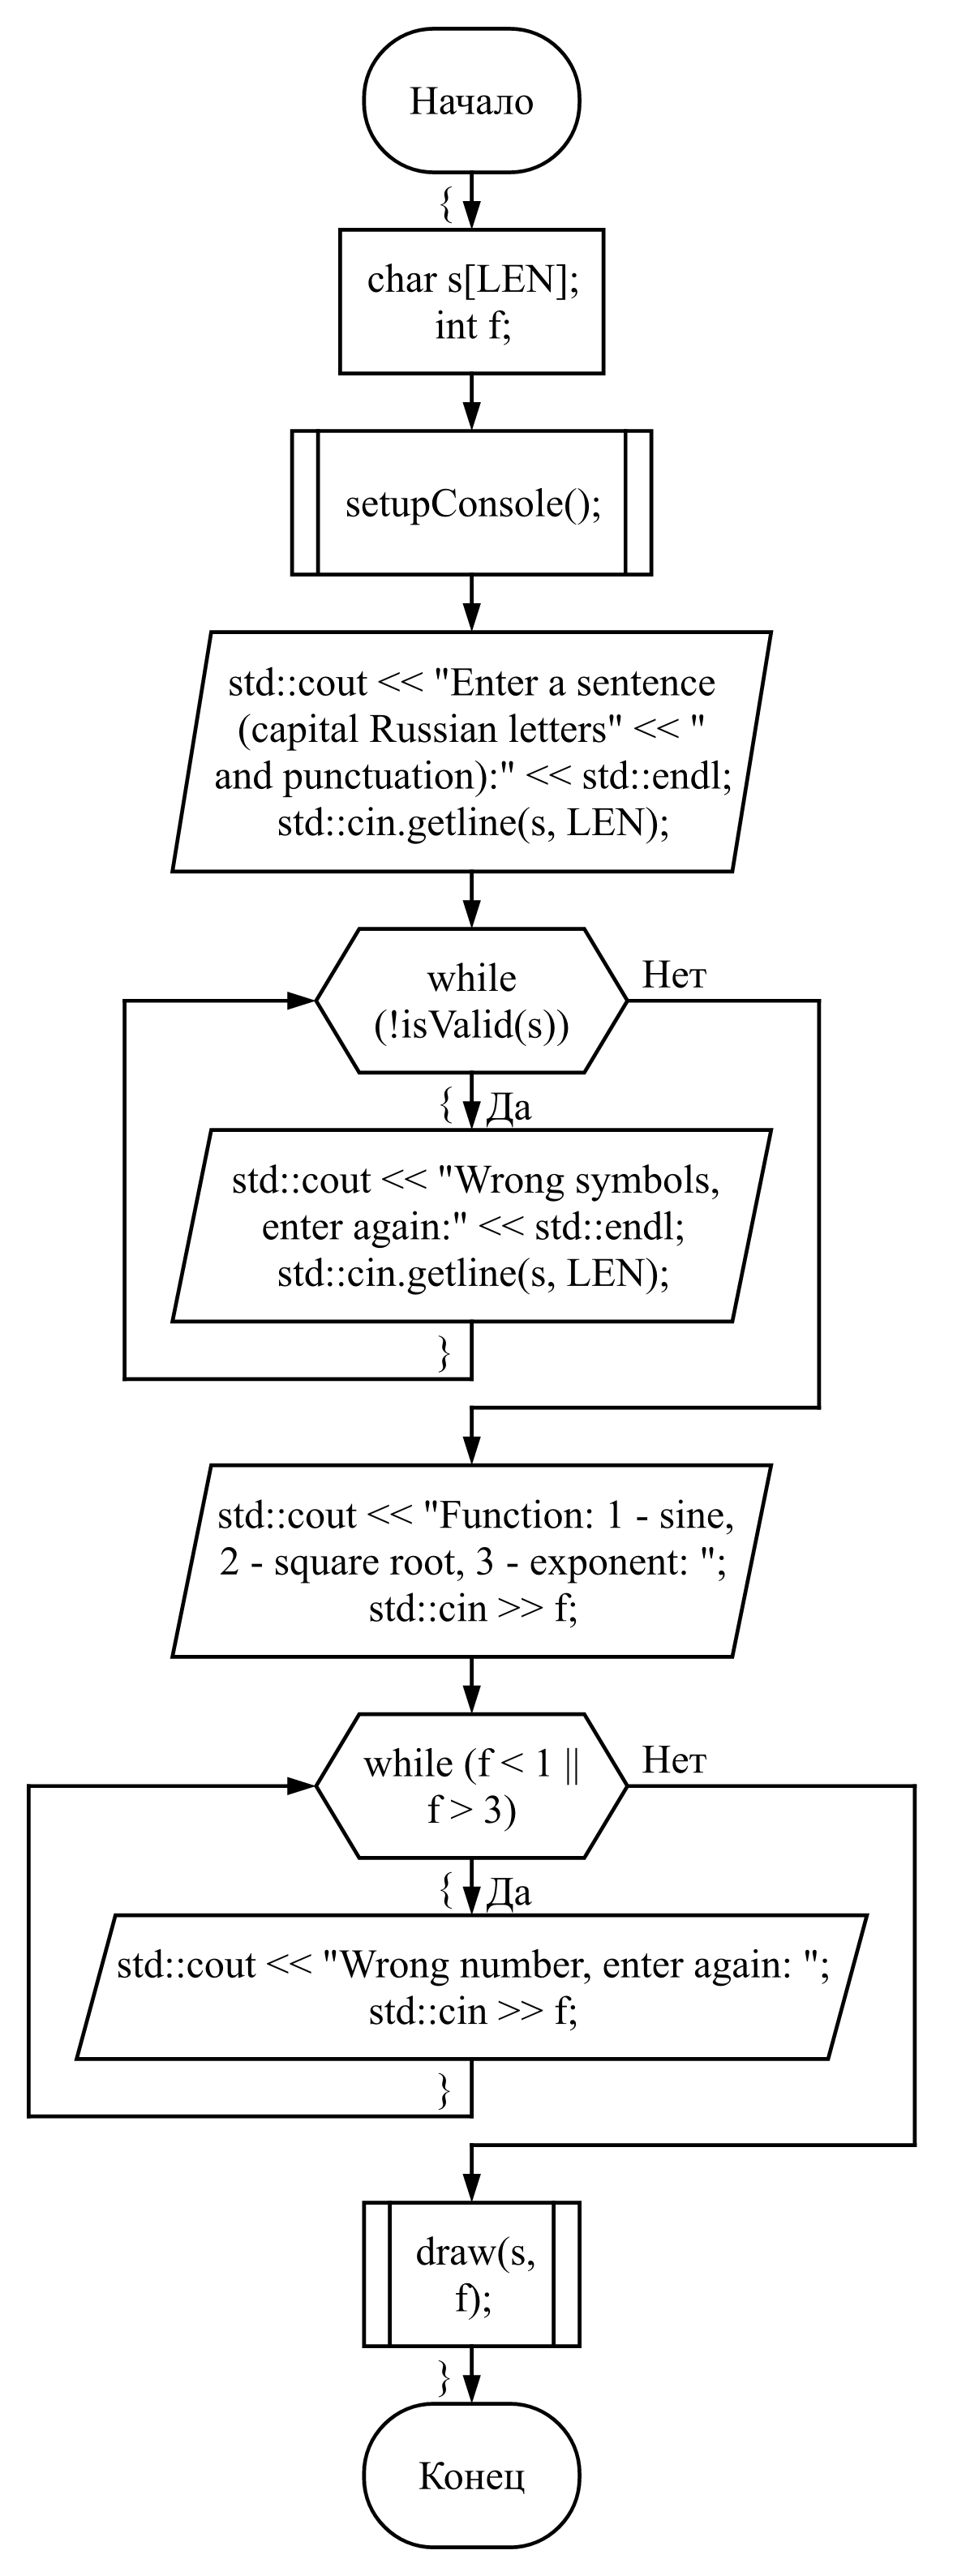 Начало
{
char s[LEN];
int f;
setupConsole();
std::cout << "Enter a sentence
(capital Russian letters" << "
and punctuation):" << std::endl;
std::cin.getline(s, LEN);
while
(!isValid(s))
Нет
{ Да
std::cout << "Wrong symbols,
enter again:" << std::endl;
std::cin.getline(s, LEN);
}
std::cout << "Function: 1 - sine,
2 - square root, 3 - exponent: ";
std::cin >> f;
while (f < 1 ||
f > 3)
Нет
{ Да
std::cout << "Wrong number, enter again: ";
std::cin >> f;
}
draw(s,
f);
}
Конец